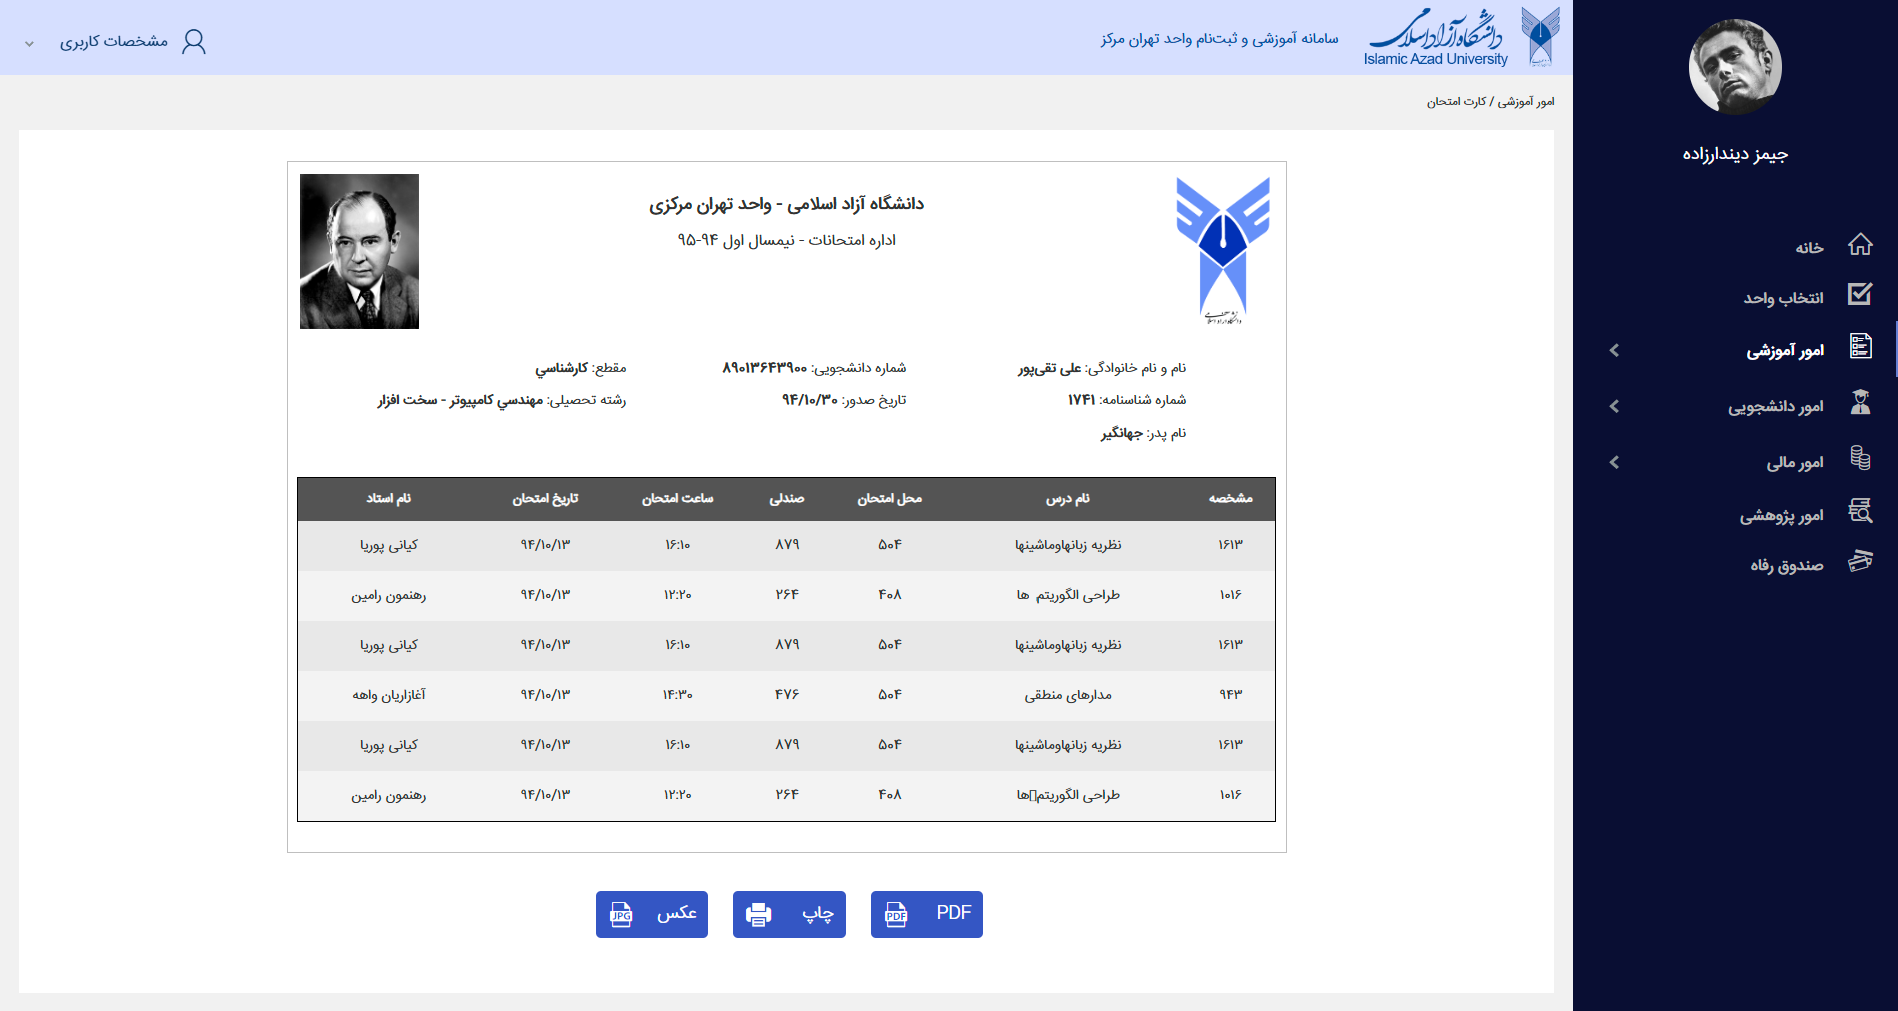 دانشگاه آزاد اسلامی
Islamic Azad University
سامانه آموزشی و ثبت‌نام واحد تهران مرکز
مشخصات کاربری
جیمز دیندارزاده
خانه
انتخاب واحد
امور آموزشی
امور دانشجویی
امور مالی
امور پژوهشی
صندوق رفاه
امور آموزشی / کارت امتحان
دانشگاه آزاد اسلامی
دانشگاه آزاد اسلامی - واحد تهران مرکزی
اداره امتحانات - نیمسال اول ۹۴-۹۵
نام و نام خانوادگی: علی تقی‌پور شماره دانشجویی: ۸۹۰۱۳۶۴۳۹۰۰ مقطع: کارشناسي
شماره شناسنامه: ۱۷۴۱ تاریخ صدور: ۹۴/۱۰/۳۰ رشته تحصیلی: مهندسي کامپیوتر - سخت افزار
نام پدر: جهانگیر
مشخصه نام درس محل امتحان صندلی ساعت امتحان تاریخ امتحان نام استاد
۱۶۱۳ نظریه زبانهاوماشینها ۵۰۴ ۸۷۹ ۱۶:۱۰ ۹۴/۱۰/۱۳ کیانی پوریا
۱۰۱۶ طراحی الگوریتم ها ۴۰۸ ۲۶۴ ۱۲:۲۰ ۹۴/۱۰/۱۳ رهنمون رامین
۱۶۱۳ نظریه زبانهاوماشینها ۵۰۴ ۸۷۹ ۱۶:۱۰ ۹۴/۱۰/۱۳ کیانی پوریا
۹۴۳ مدارهای منطقی ۵۰۴ ۴۷۶ ۱۴:۳۰ ۹۴/۱۰/۱۳ آغازاریان واهه
۱۶۱۳ نظریه زبانهاوماشینها ۵۰۴ ۸۷۹ ۱۶:۱۰ ۹۴/۱۰/۱۳ کیانی پوریا
۱۰۱۶ طراحی الگوریتم▯ها ۴۰۸ ۲۶۴ ۱۲:۲۰ ۹۴/۱۰/۱۳ رهنمون رامین
PDF PDF
چاپ
عکس JPG